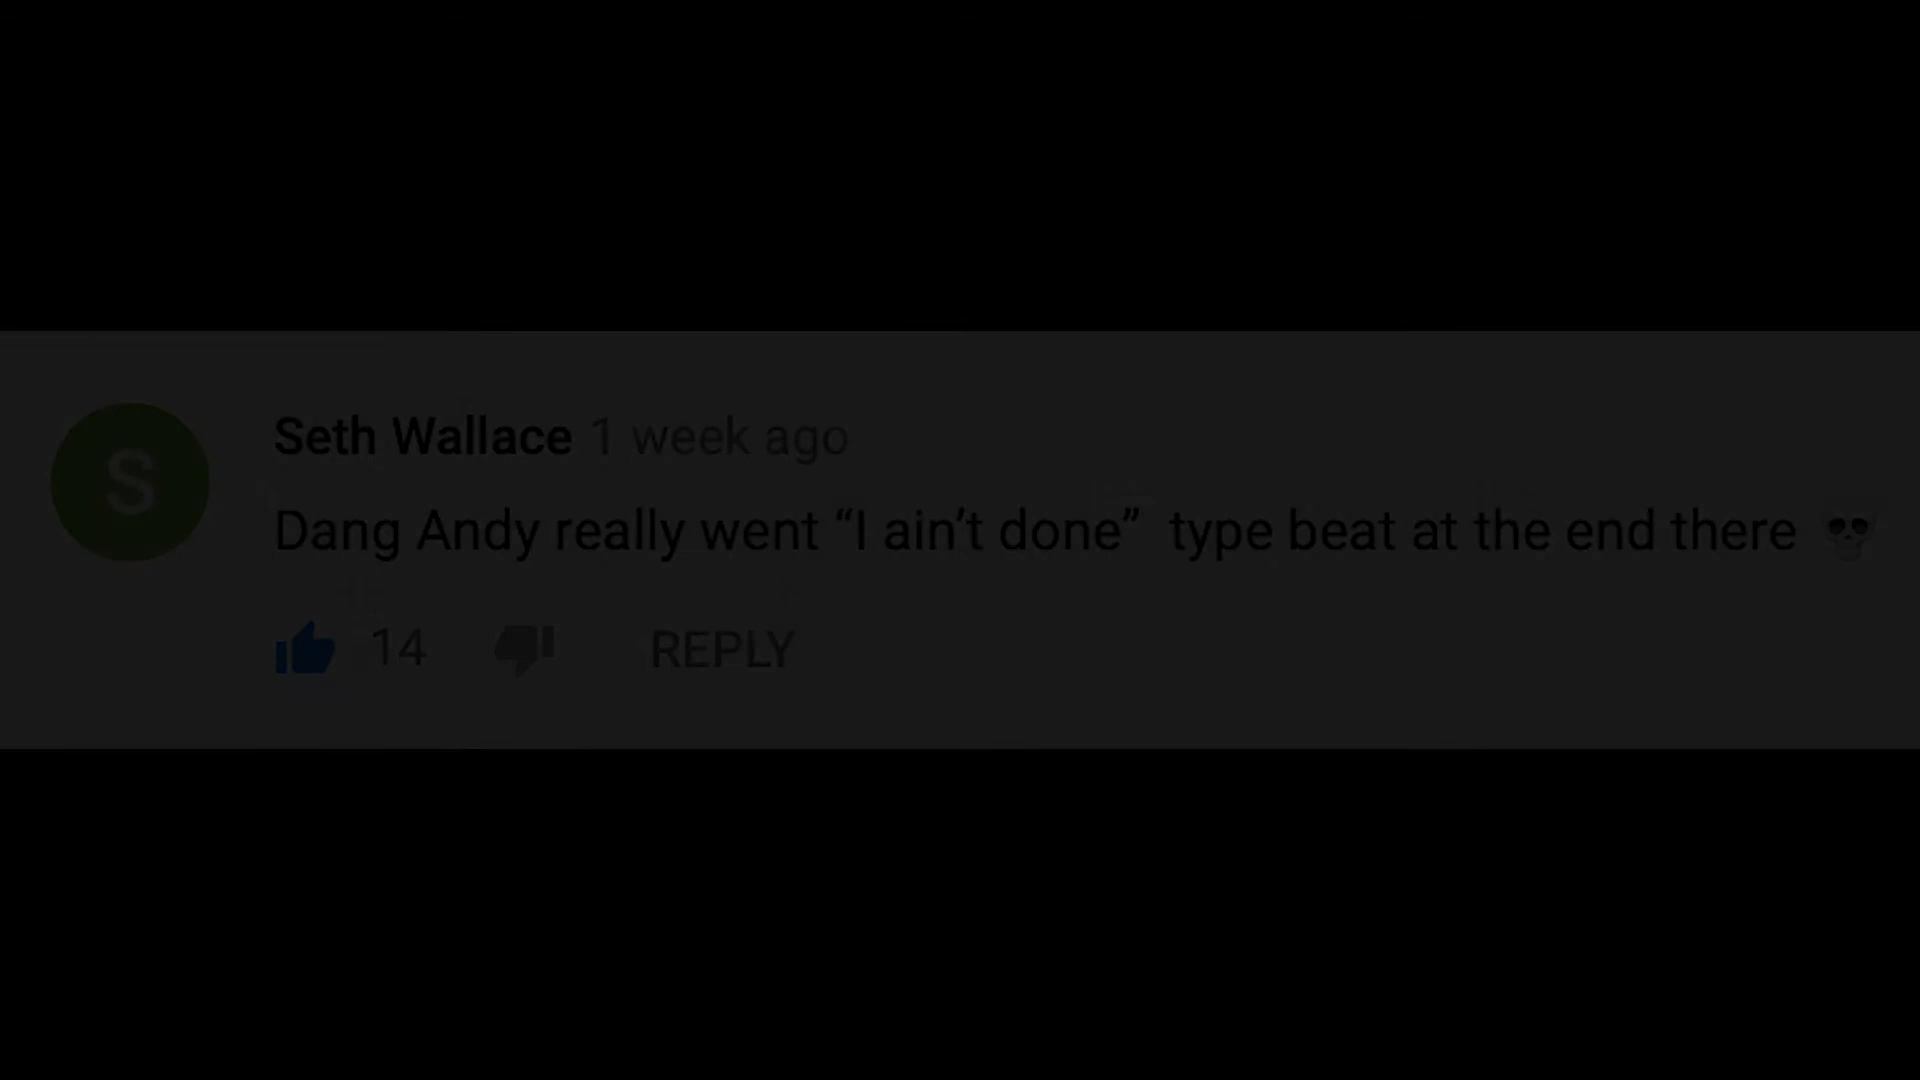 S
Seth Wallace 1 week ago
Dang Andy really went “I ain’t done”  type beat at the end there 💀
14 REPLY